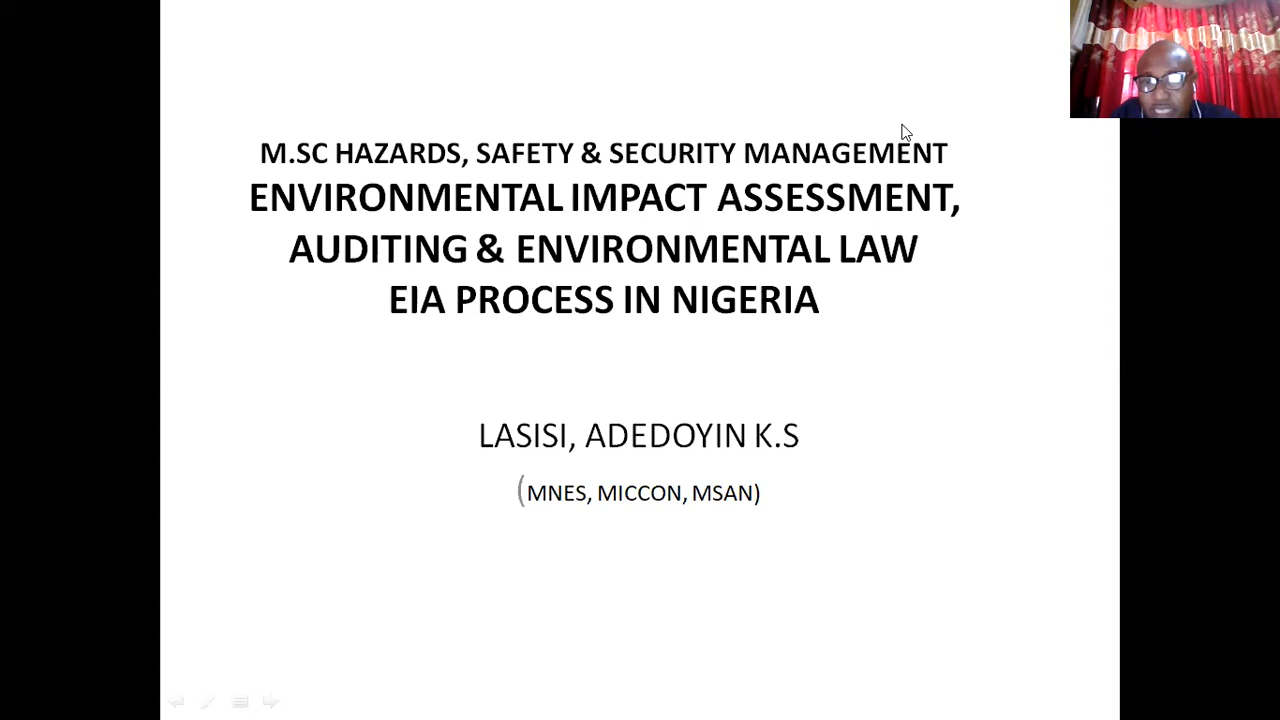 M.SC HAZARDS, SAFETY & SECURITY MANAGEMENT
ENVIRONMENTAL IMPACT ASSESSMENT,
AUDITING & ENVIRONMENTAL LAW
EIA PROCESS IN NIGERIA
LASISI, ADEDOYIN K.S
(MNES, MICCON, MSAN)